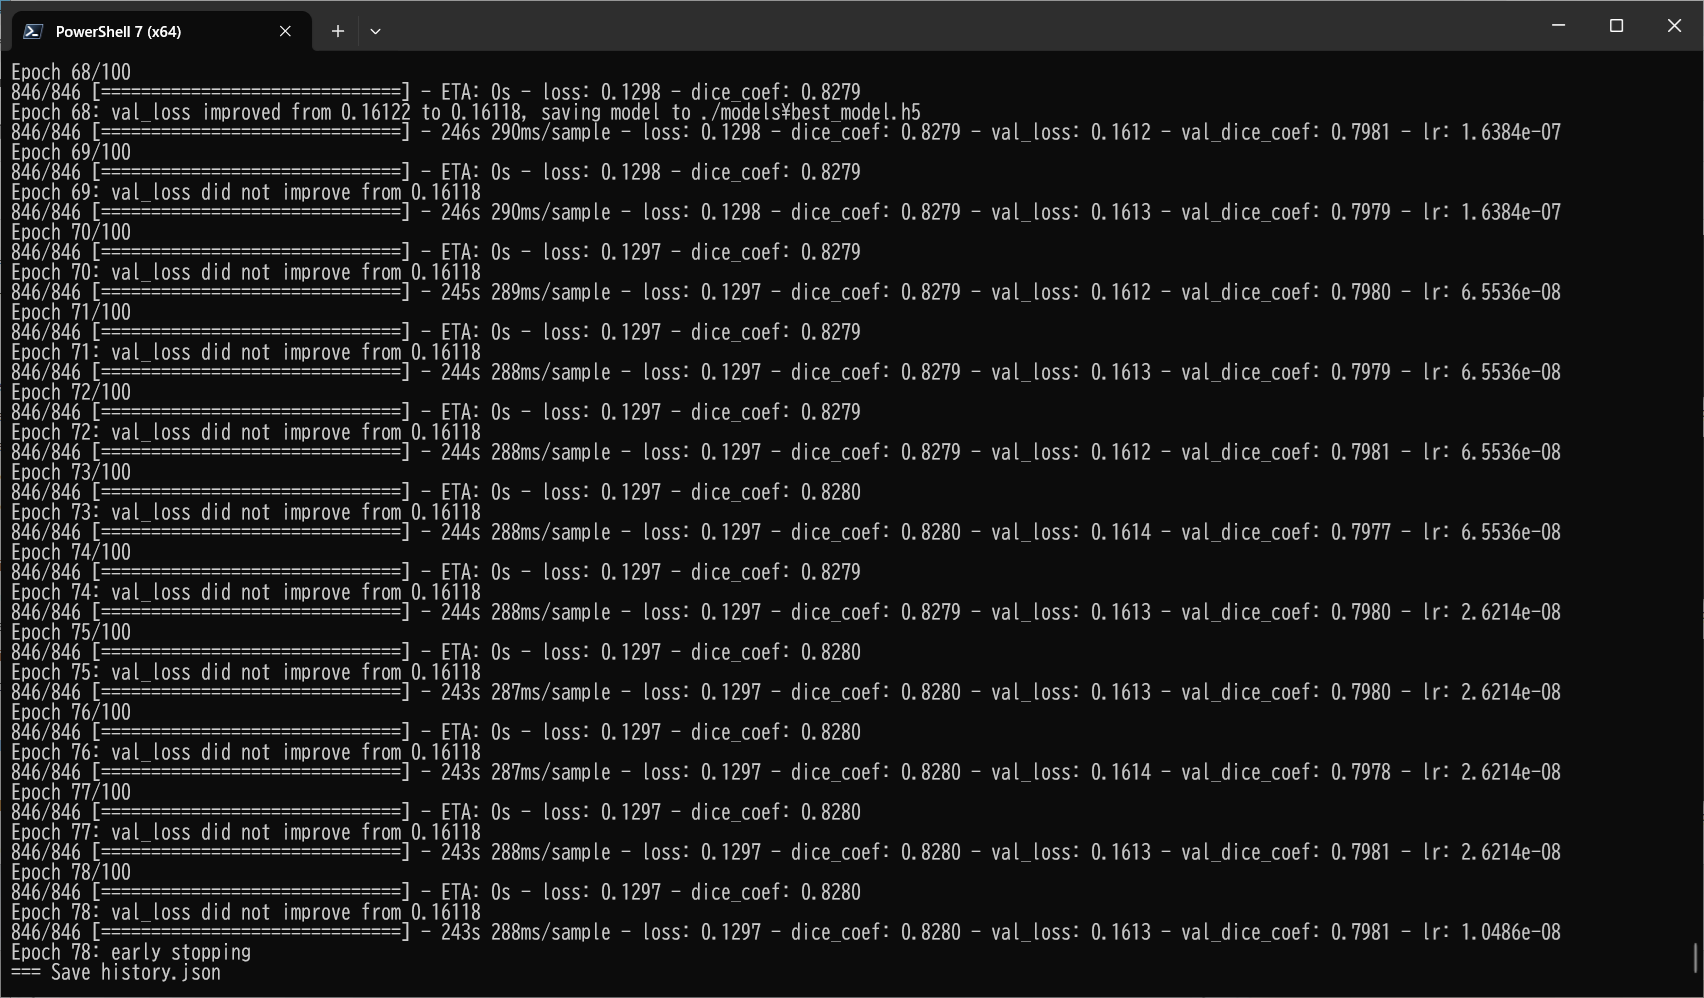 PowerShell 7 (x64)
Epoch 68/100
846/846 [==============================] - ETA: 0s - loss: 0.1298 - dice_coef: 0.8279
Epoch 68: val_loss improved from 0.16122 to 0.16118, saving model to ./models¥best_model.h5
846/846 [==============================] - 246s 290ms/sample - loss: 0.1298 - dice_coef: 0.8279 - val_loss: 0.1612 - val_dice_coef: 0.7981 - lr: 1.6384e-07
Epoch 69/100
846/846 [==============================] - ETA: 0s - loss: 0.1298 - dice_coef: 0.8279
Epoch 69: val_loss did not improve from 0.16118
846/846 [==============================] - 246s 290ms/sample - loss: 0.1298 - dice_coef: 0.8279 - val_loss: 0.1613 - val_dice_coef: 0.7979 - lr: 1.6384e-07
Epoch 70/100
846/846 [==============================] - ETA: 0s - loss: 0.1297 - dice_coef: 0.8279
Epoch 70: val_loss did not improve from 0.16118
846/846 [==============================] - 245s 289ms/sample - loss: 0.1297 - dice_coef: 0.8279 - val_loss: 0.1612 - val_dice_coef: 0.7980 - lr: 6.5536e-08
Epoch 71/100
846/846 [==============================] - ETA: 0s - loss: 0.1297 - dice_coef: 0.8279
Epoch 71: val_loss did not improve from 0.16118
846/846 [==============================] - 244s 288ms/sample - loss: 0.1297 - dice_coef: 0.8279 - val_loss: 0.1613 - val_dice_coef: 0.7979 - lr: 6.5536e-08
Epoch 72/100
846/846 [==============================] - ETA: 0s - loss: 0.1297 - dice_coef: 0.8279
Epoch 72: val_loss did not improve from 0.16118
846/846 [==============================] - 244s 288ms/sample - loss: 0.1297 - dice_coef: 0.8279 - val_loss: 0.1612 - val_dice_coef: 0.7981 - lr: 6.5536e-08
Epoch 73/100
846/846 [==============================] - ETA: 0s - loss: 0.1297 - dice_coef: 0.8280
Epoch 73: val_loss did not improve from 0.16118
846/846 [==============================] - 244s 288ms/sample - loss: 0.1297 - dice_coef: 0.8280 - val_loss: 0.1614 - val_dice_coef: 0.7977 - lr: 6.5536e-08
Epoch 74/100
846/846 [==============================] - ETA: 0s - loss: 0.1297 - dice_coef: 0.8279
Epoch 74: val_loss did not improve from 0.16118
846/846 [==============================] - 244s 288ms/sample - loss: 0.1297 - dice_coef: 0.8279 - val_loss: 0.1613 - val_dice_coef: 0.7980 - lr: 2.6214e-08
Epoch 75/100
846/846 [==============================] - ETA: 0s - loss: 0.1297 - dice_coef: 0.8280
Epoch 75: val_loss did not improve from 0.16118
846/846 [==============================] - 243s 287ms/sample - loss: 0.1297 - dice_coef: 0.8280 - val_loss: 0.1613 - val_dice_coef: 0.7980 - lr: 2.6214e-08
Epoch 76/100
846/846 [==============================] - ETA: 0s - loss: 0.1297 - dice_coef: 0.8280
Epoch 76: val_loss did not improve from 0.16118
846/846 [==============================] - 243s 287ms/sample - loss: 0.1297 - dice_coef: 0.8280 - val_loss: 0.1614 - val_dice_coef: 0.7978 - lr: 2.6214e-08
Epoch 77/100
846/846 [==============================] - ETA: 0s - loss: 0.1297 - dice_coef: 0.8280
Epoch 77: val_loss did not improve from 0.16118
846/846 [==============================] - 243s 288ms/sample - loss: 0.1297 - dice_coef: 0.8280 - val_loss: 0.1613 - val_dice_coef: 0.7981 - lr: 2.6214e-08
Epoch 78/100
846/846 [==============================] - ETA: 0s - loss: 0.1297 - dice_coef: 0.8280
Epoch 78: val_loss did not improve from 0.16118
846/846 [==============================] - 243s 288ms/sample - loss: 0.1297 - dice_coef: 0.8280 - val_loss: 0.1613 - val_dice_coef: 0.7981 - lr: 1.0486e-08
Epoch 78: early stopping
=== Save history.json